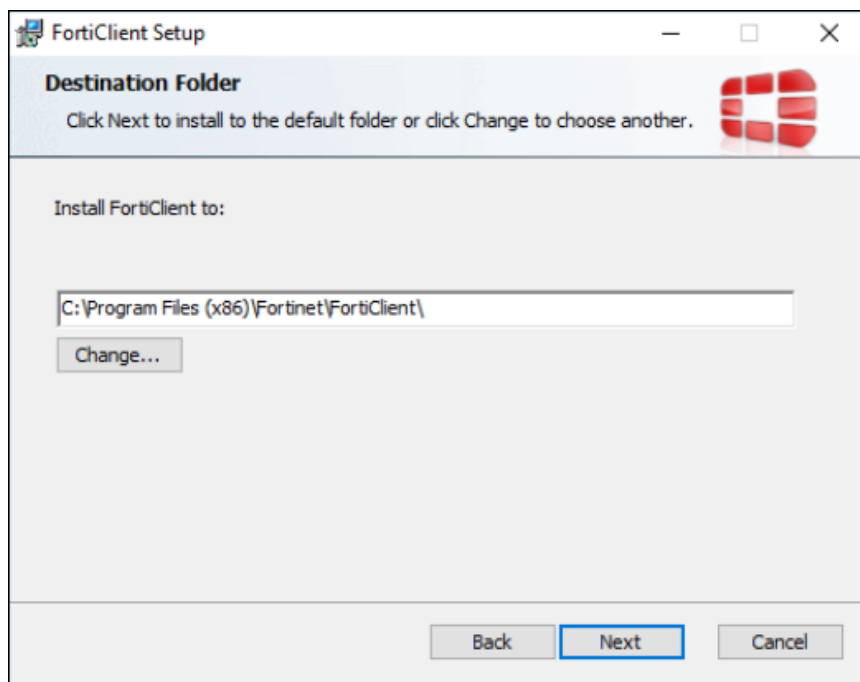 FortiClient Setup
Destination Folder
Click Next to install to the default folder or click Change to choose another.
Install FortiClient to:
C:\Program Files (x86)\Fortinet\FortiClient\
Change...
Back Next Cancel